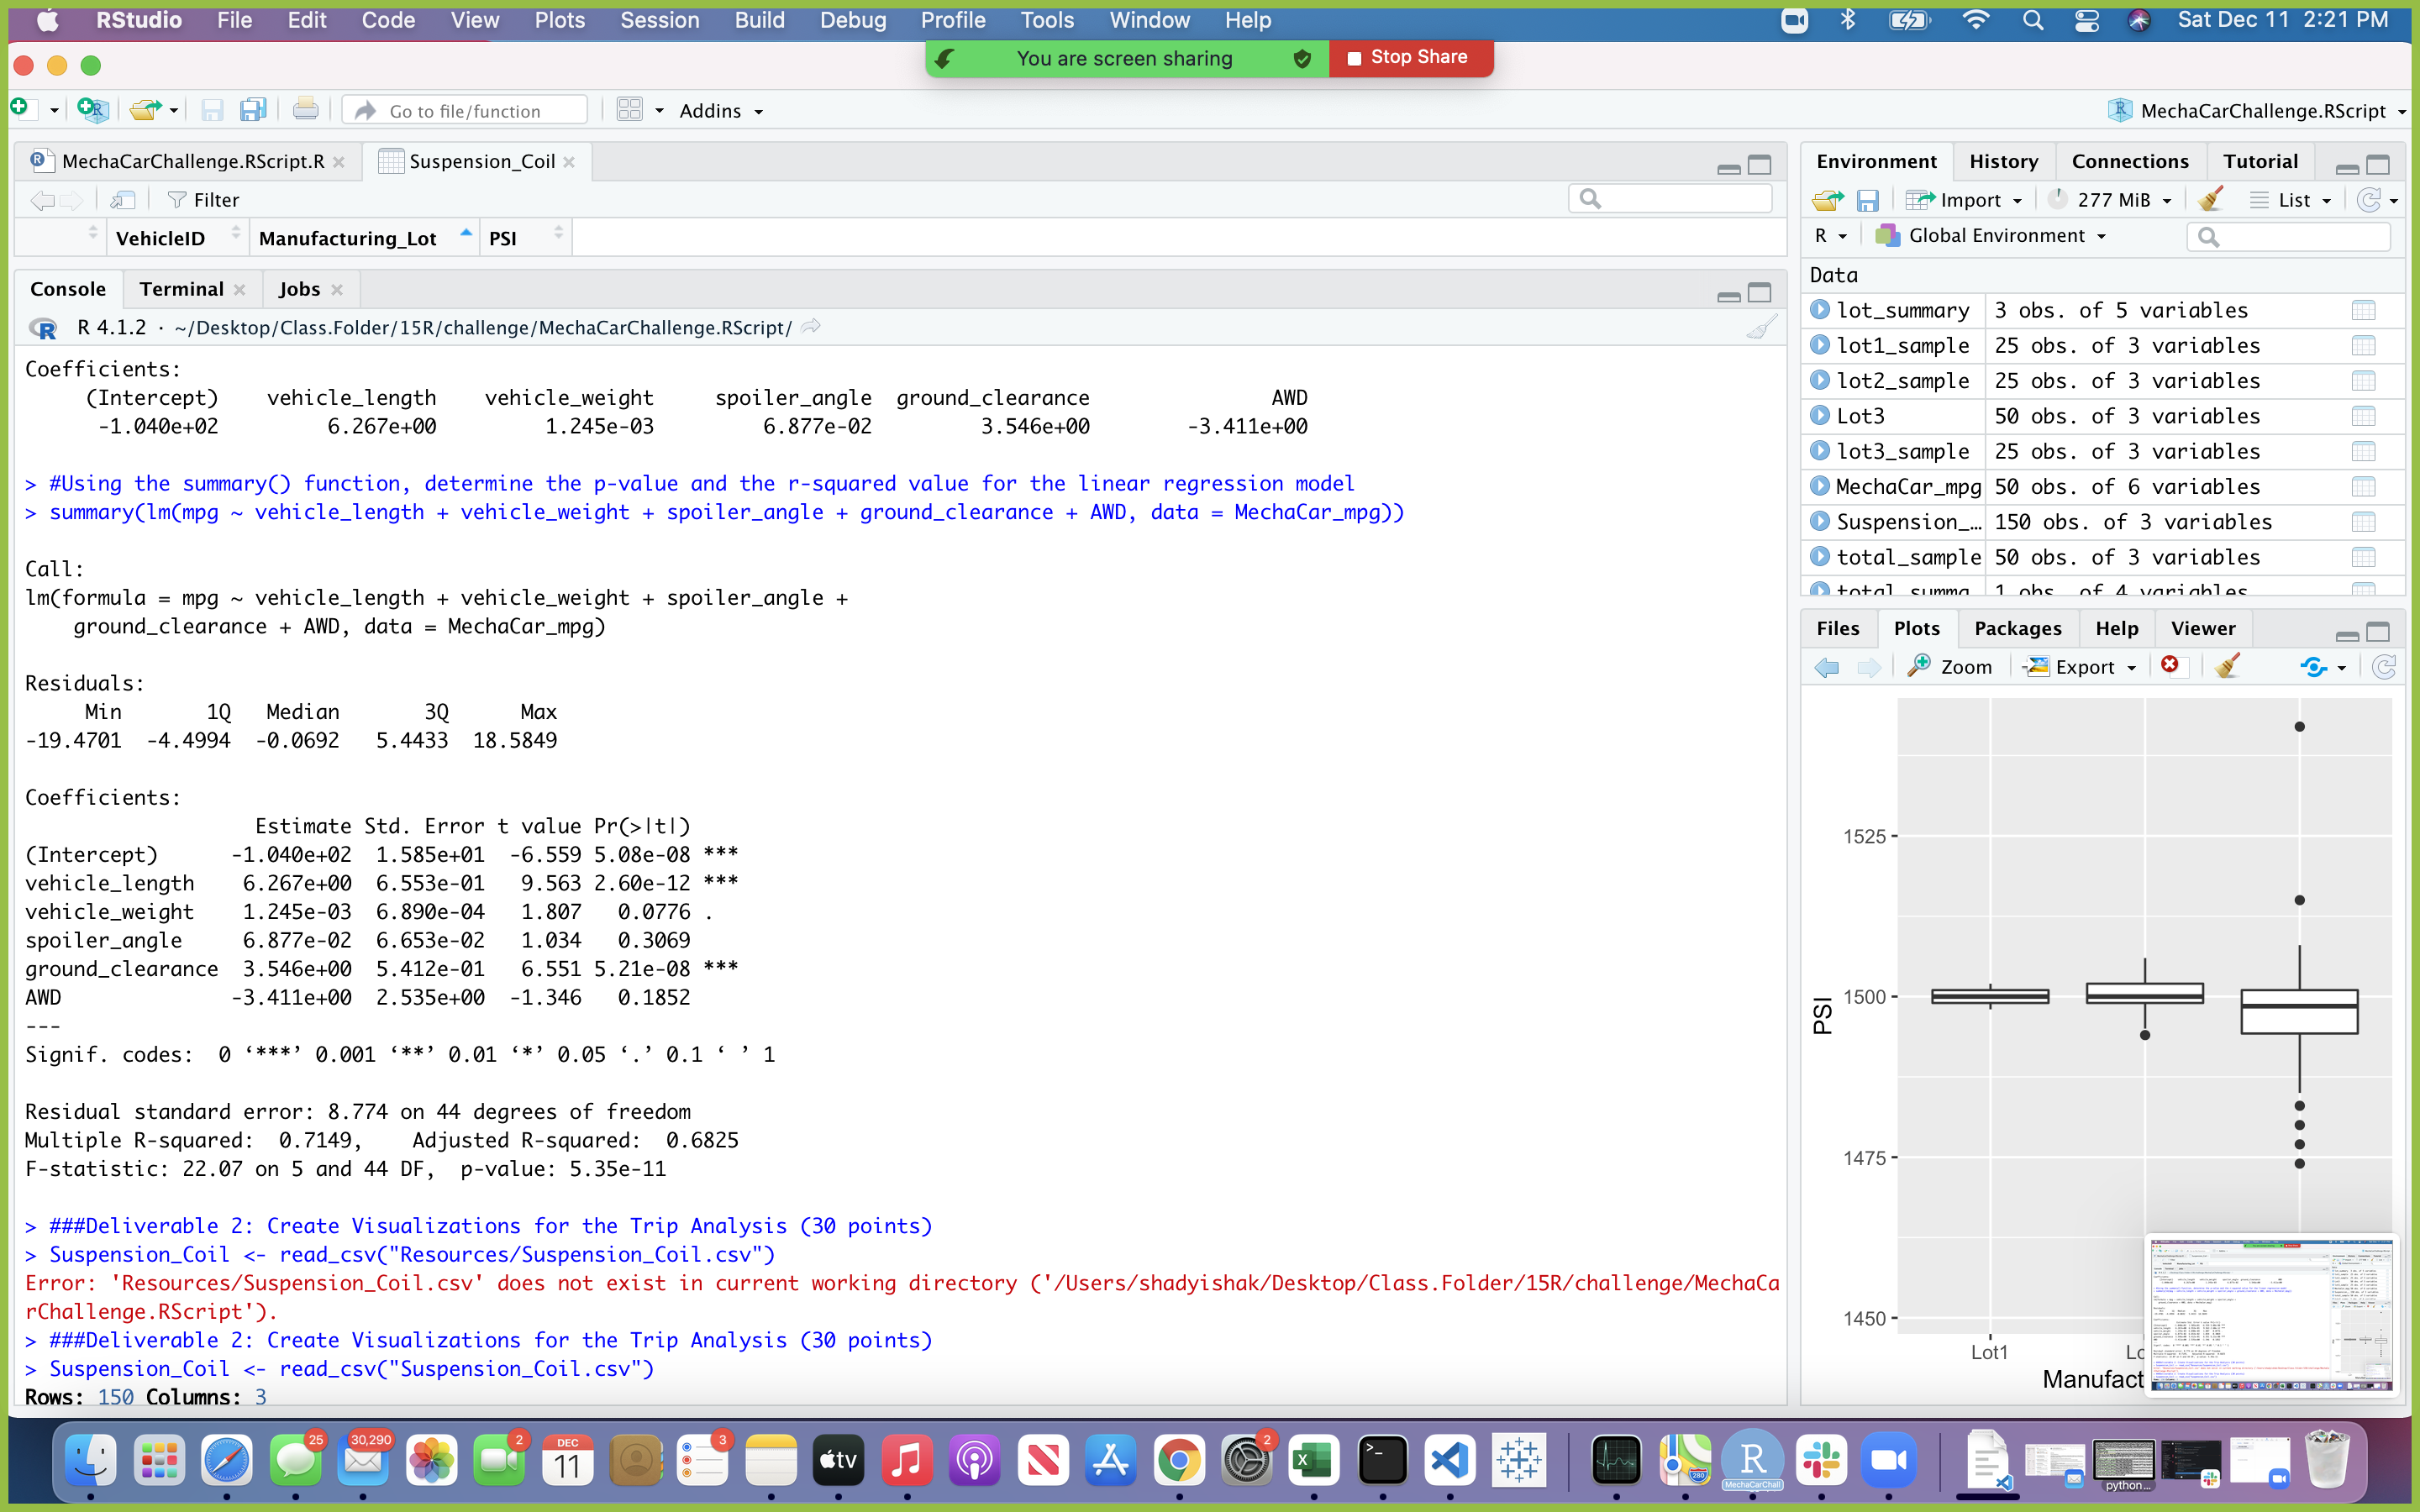 RStudio File Edit Code View Plots Session Build Debug Profile Tools Window Help Sat Dec 11 2:21 PM
You are screen sharing Stop Share
Go to file/function Addins MechaCarChallenge.RScript
MechaCarChallenge.RScript.R Suspension_Coil
Filter
VehicleID Manufacturing_Lot PSI
Console Terminal Jobs
R 4.1.2 · ~/Desktop/Class.Folder/15R/challenge/MechaCarChallenge.RScript/
Coefficients:
(Intercept) vehicle_length vehicle_weight spoiler_angle ground_clearance AWD
-1.040e+02 6.267e+00 1.245e-03 6.877e-02 3.546e+00 -3.411e+00
> #Using the summary() function, determine the p-value and the r-squared value for the linear regression model
> summary(lm(mpg ~ vehicle_length + vehicle_weight + spoiler_angle + ground_clearance + AWD, data = MechaCar_mpg))
Call:
lm(formula = mpg ~ vehicle_length + vehicle_weight + spoiler_angle +
ground_clearance + AWD, data = MechaCar_mpg)
Residuals:
Min 1Q Median 3Q Max
-19.4701 -4.4994 -0.0692 5.4433 18.5849
Coefficients:
Estimate Std. Error t value Pr(>|t|)
(Intercept) -1.040e+02 1.585e+01 -6.559 5.08e-08 ***
vehicle_length 6.267e+00 6.553e-01 9.563 2.60e-12 ***
vehicle_weight 1.245e-03 6.890e-04 1.807 0.0776 .
spoiler_angle 6.877e-02 6.653e-02 1.034 0.3069
ground_clearance 3.546e+00 5.412e-01 6.551 5.21e-08 ***
AWD -3.411e+00 2.535e+00 -1.346 0.1852
---
Signif. codes: 0 ‘***’ 0.001 ‘**’ 0.01 ‘*’ 0.05 ‘.’ 0.1 ‘ ’ 1
Residual standard error: 8.774 on 44 degrees of freedom
Multiple R-squared: 0.7149, Adjusted R-squared: 0.6825
F-statistic: 22.07 on 5 and 44 DF, p-value: 5.35e-11
> ###Deliverable 2: Create Visualizations for the Trip Analysis (30 points)
> Suspension_Coil <- read_csv("Resources/Suspension_Coil.csv")
Error: 'Resources/Suspension_Coil.csv' does not exist in current working directory ('/Users/shadyishak/Desktop/Class.Folder/15R/challenge/MechaCa
rChallenge.RScript').
> ###Deliverable 2: Create Visualizations for the Trip Analysis (30 points)
> Suspension_Coil <- read_csv("Suspension_Coil.csv")
Rows: 150 Columns: 3
Environment History Connections Tutorial
Import 277 MiB List
R Global Environment
Data
lot_summary 3 obs. of 5 variables
lot1_sample 25 obs. of 3 variables
lot2_sample 25 obs. of 3 variables
Lot3 50 obs. of 3 variables
lot3_sample 25 obs. of 3 variables
MechaCar_mpg 50 obs. of 6 variables
Suspension_… 150 obs. of 3 variables
total_sample 50 obs. of 3 variables
total_summa 1 obs. of 4 variables
Files Plots Packages Help Viewer
Zoom Export
1525
1500
1475
1450
PSI
Lot1 Lo
Manufact
25 30,290 2 DEC 11 3 tv 2
280 R MechaCarChall python...